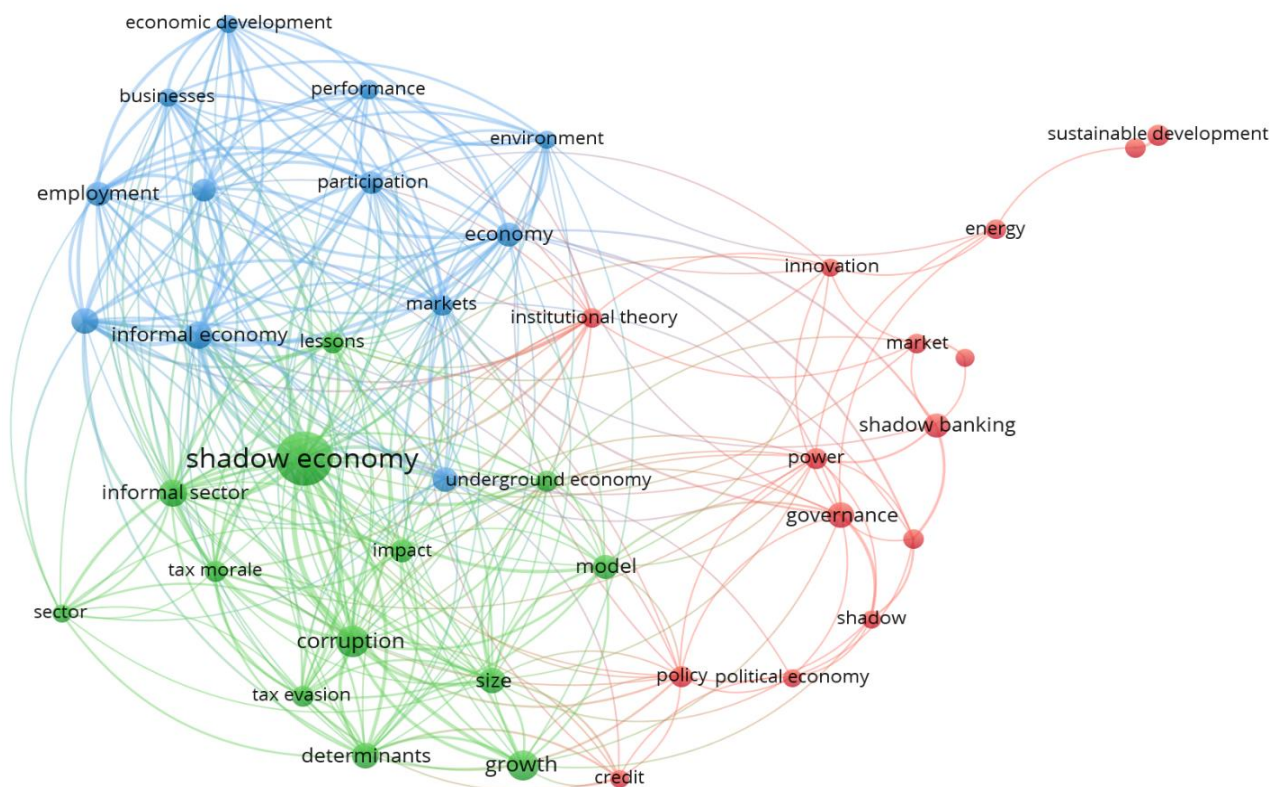 economic development
businesses
performance
environment
sustainable development
employment
participation
economy
energy
innovation
markets
institutional theory
informal economy
lessons
market
shadow banking
shadow economy
power
underground economy
informal sector
governance
impact
model
tax morale
sector
shadow
corruption
policy
political economy
size
tax evasion
determinants
growth
credit